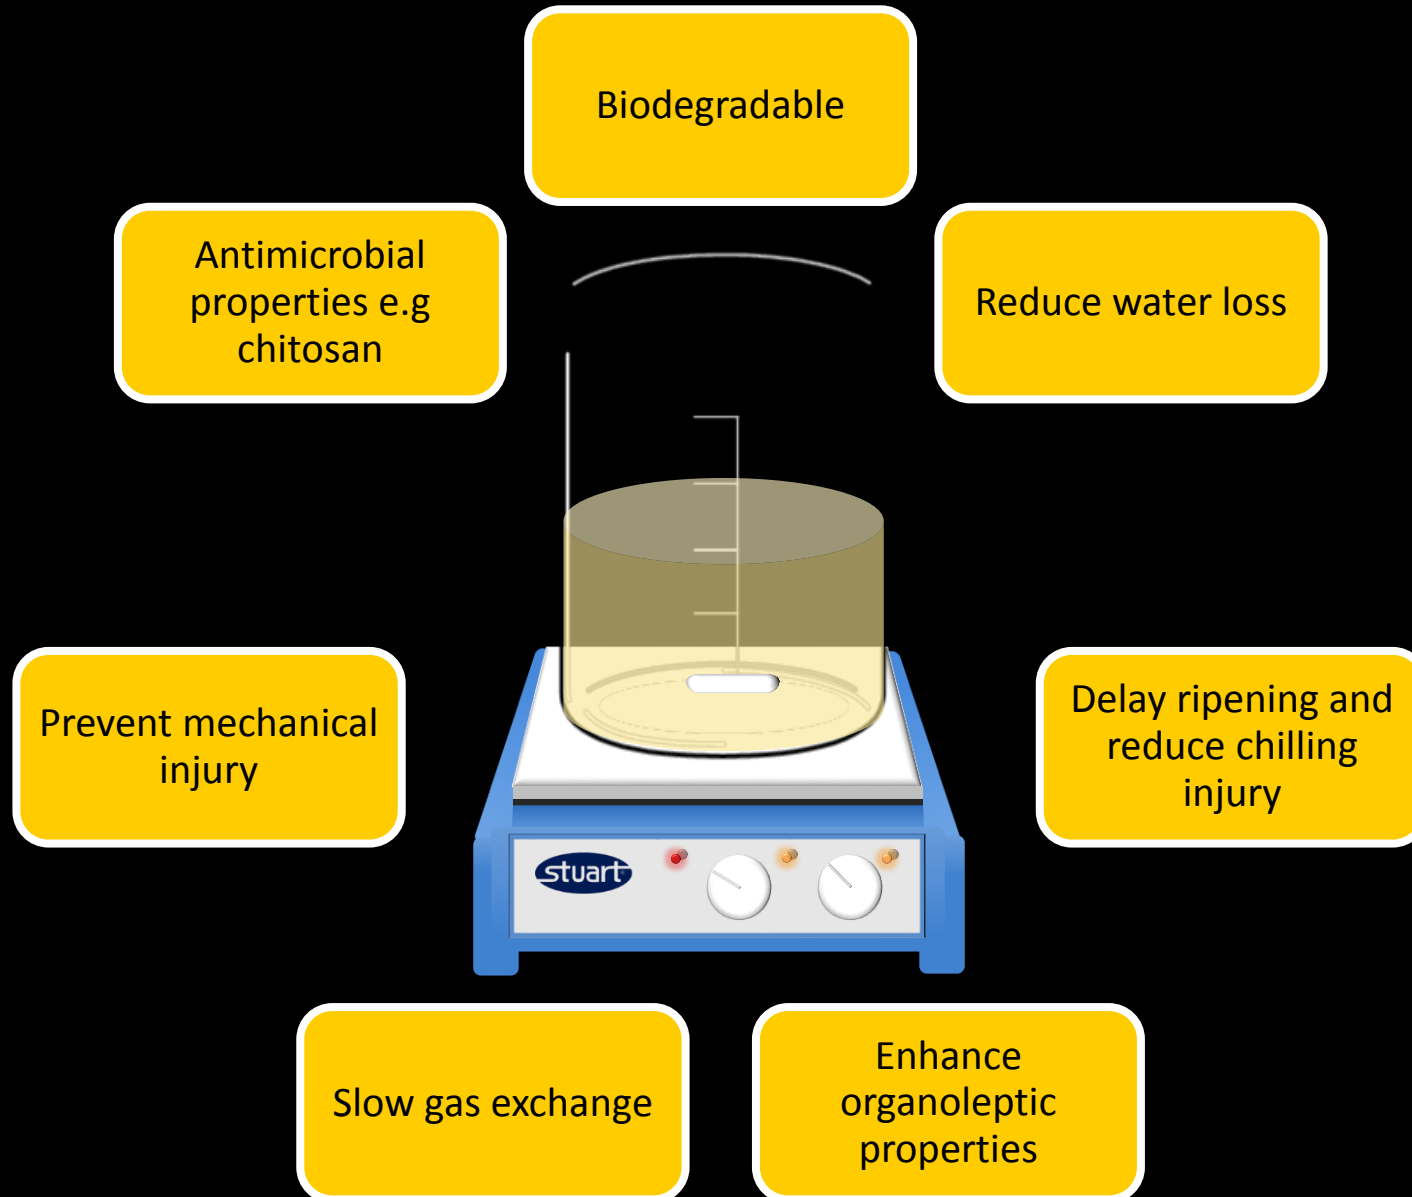 Biodegradable
Antimicrobial
properties e.g
chitosan
Reduce water loss
Prevent mechanical
injury
Delay ripening and
reduce chilling
injury
stuart
Slow gas exchange
Enhance
organoleptic
properties